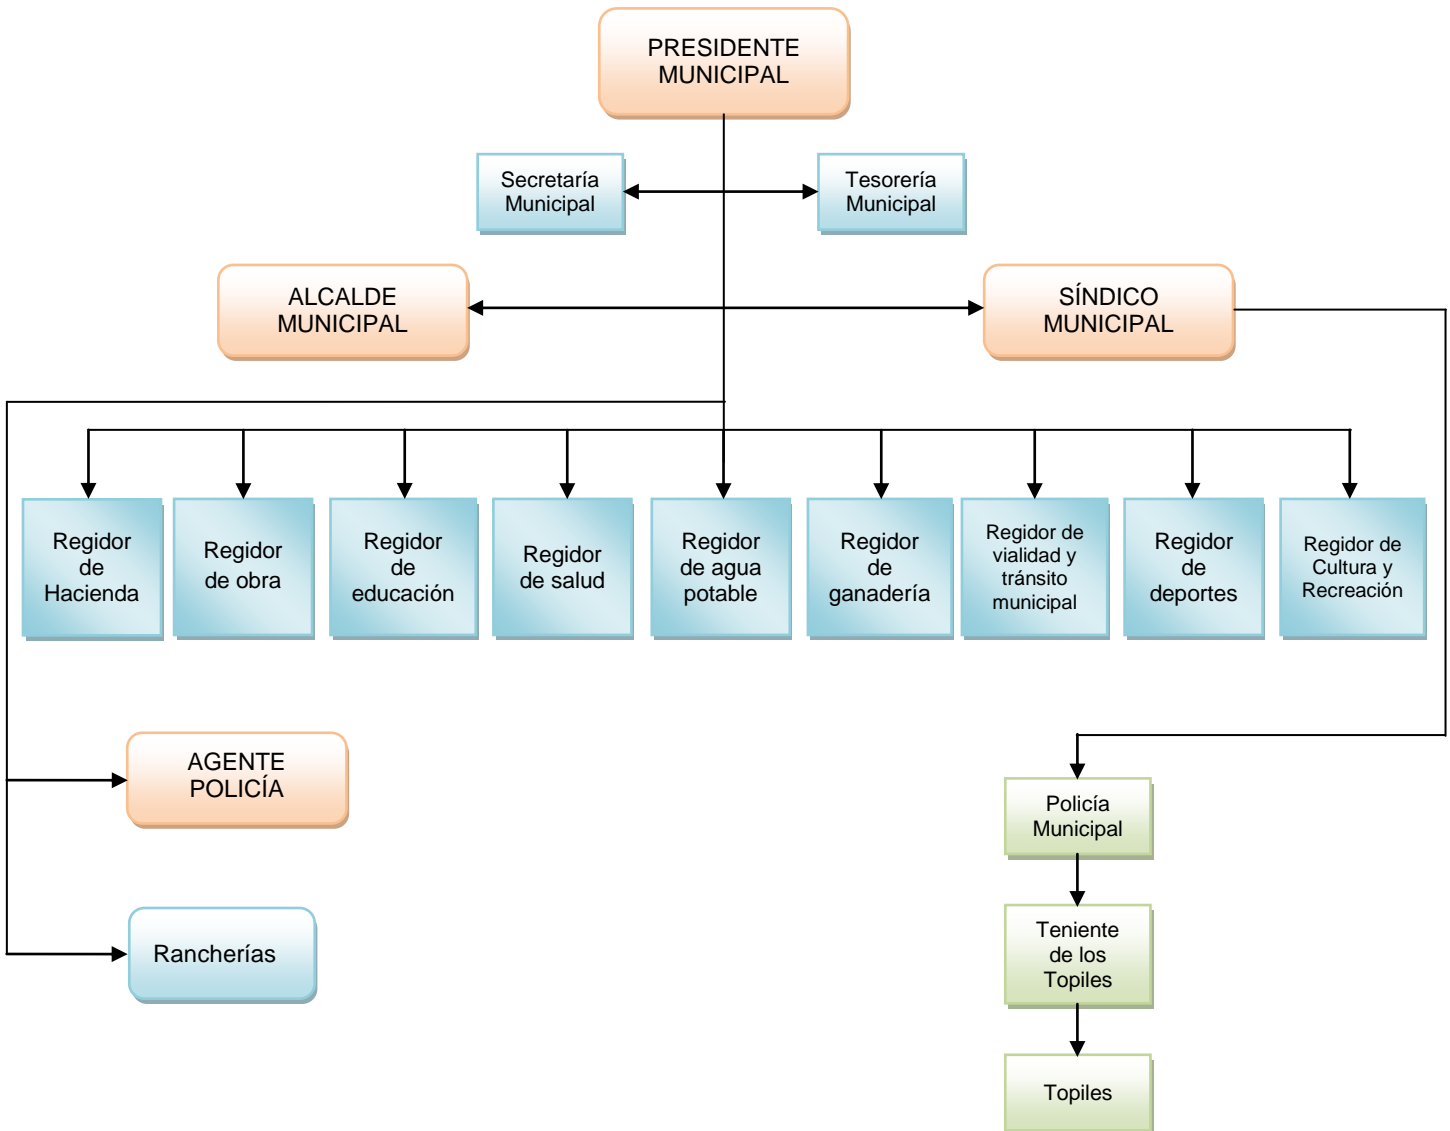 PRESIDENTE
MUNICIPAL
Secretaría
Municipal
Tesorería
Municipal
ALCALDE
MUNICIPAL
SÍNDICO
MUNICIPAL
Regidor
de
Hacienda
Regidor
de obra
Regidor
de
educación
Regidor
de salud
Regidor
de agua
potable
Regidor
de
ganadería
Regidor de
vialidad y
tránsito
municipal
Regidor
de
deportes
Regidor de
Cultura y
Recreación
AGENTE
POLICÍA
Policía
Municipal
Rancherías
Teniente
de los
Topiles
Topiles